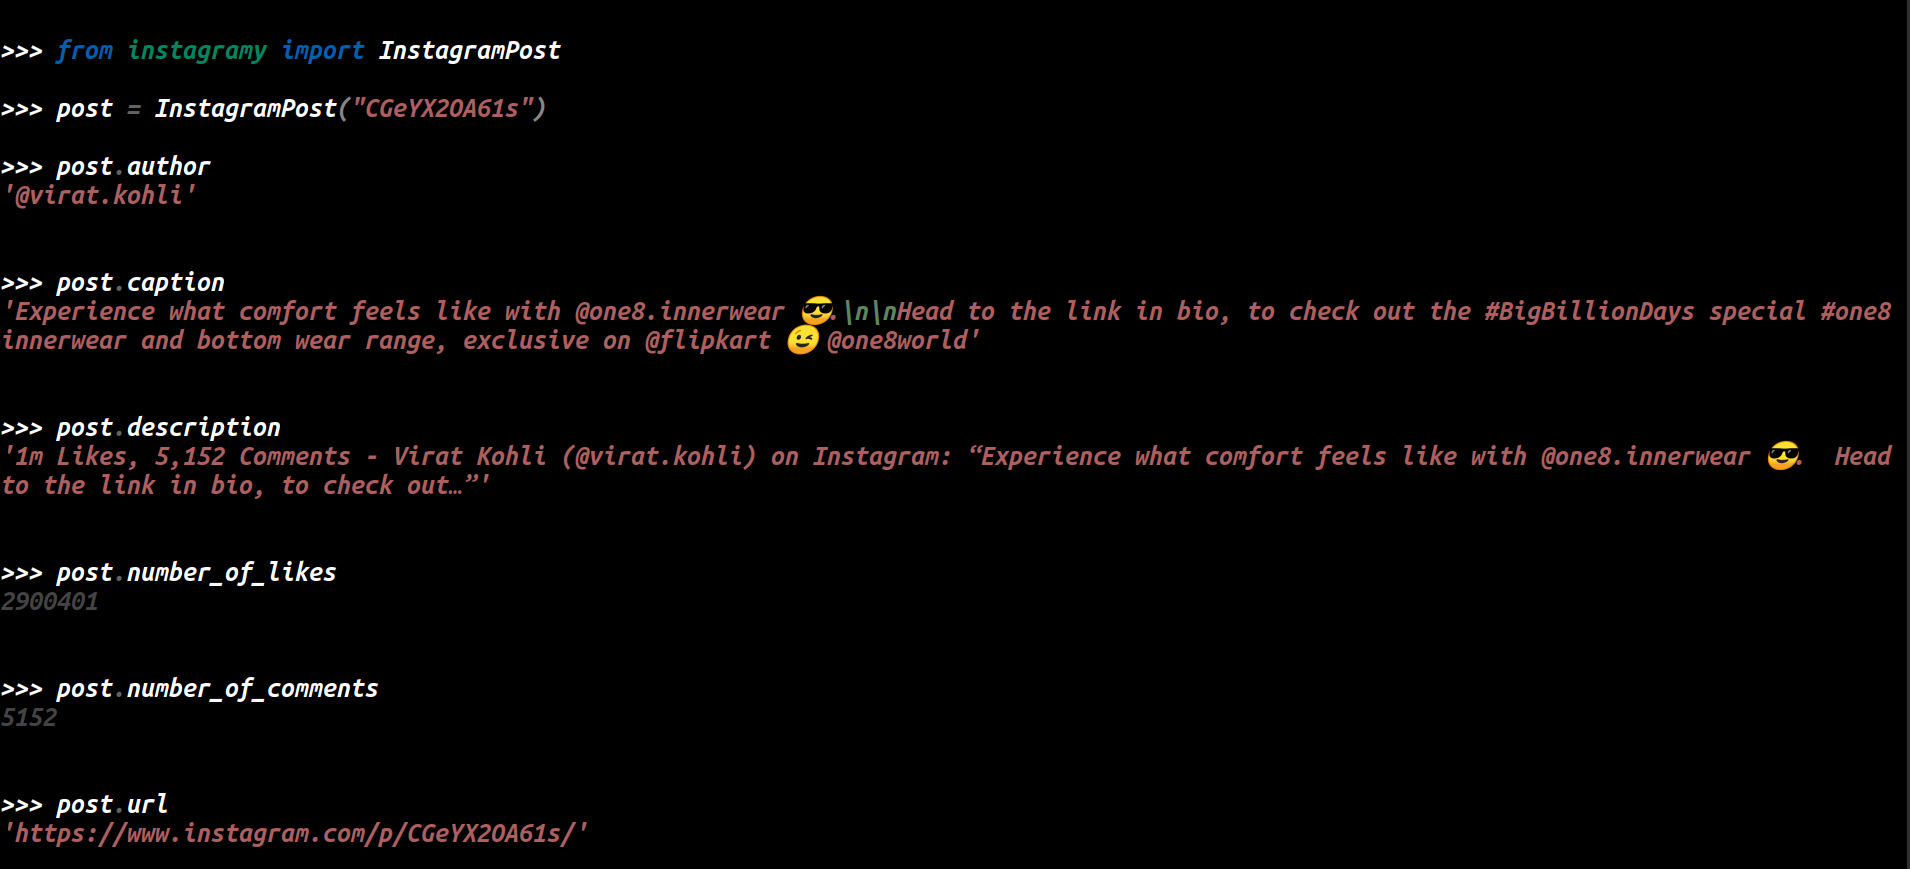 >>> from instagramy import InstagramPost
>>> post = InstagramPost("CGeYX2OA61s")
>>> post.author
'@virat.kohli'
>>> post.caption
'Experience what comfort feels like with @one8.innerwear 😎.\n\nHead to the link in bio, to check out the #BigBillionDays special #one8
innerwear and bottom wear range, exclusive on @flipkart 😉 @one8world'
>>> post.description
'1m Likes, 5,152 Comments - Virat Kohli (@virat.kohli) on Instagram: “Experience what comfort feels like with @one8.innerwear 😎.  Head
to the link in bio, to check out…”'
>>> post.number_of_likes
2900401
>>> post.number_of_comments
5152
>>> post.url
'https://www.instagram.com/p/CGeYX2OA61s/'